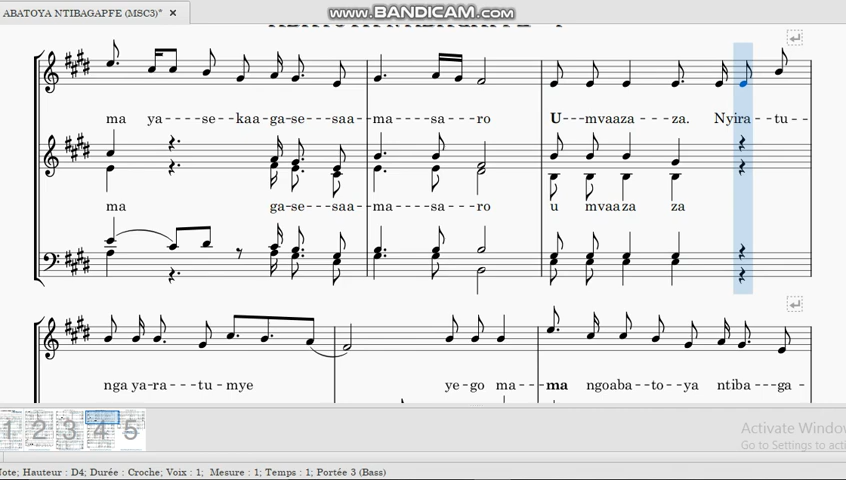 ABATOYA NTIBAGAPFE (MSC3)* ×
WWW.BANDICAM.COM
ma ya----se-kaa-ga-se-saa-ma-sa-ro U---mvaaza---za. Nyira-tu--
ma ga-se---saa--ma---sa--ro u mvaaza za
nga ya-ra---tu-mye ye-go ma--ma ngoaba-to-ya ntiba---ga-
1 2 3 4 5
Activate Window
Go to Settings to acti
Note; Hauteur : D4; Durée : Croche; Voix : 1; Mesure : 1; Temps : 1; Portée 3 (Bass)